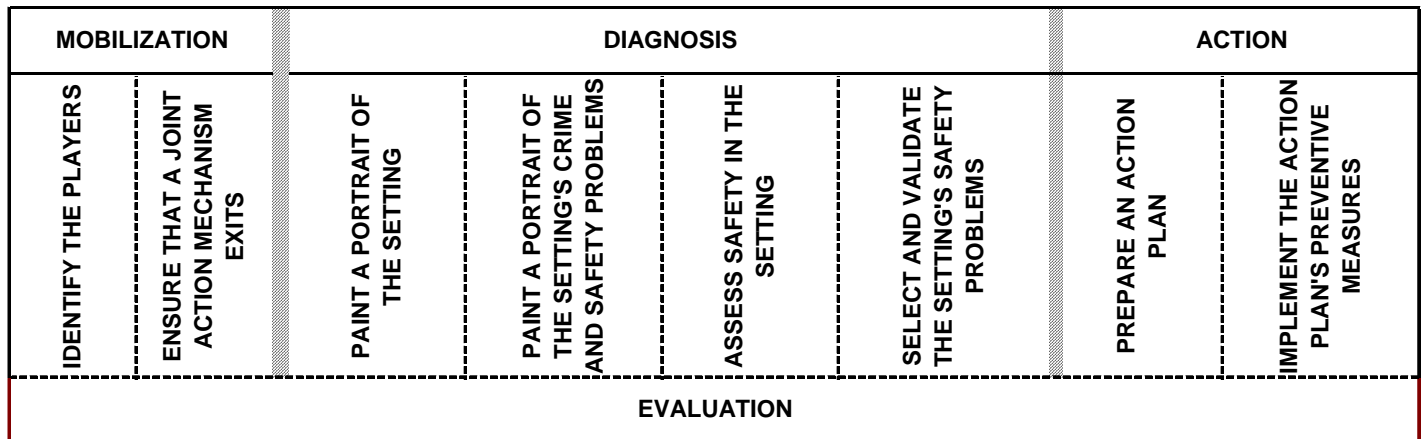 MOBILIZATION
DIAGNOSIS
ACTION
IDENTIFY THE PLAYERS
ENSURE THAT A JOINT
ACTION MECHANISM
EXITS
PAINT A PORTRAIT OF
THE SETTING
PAINT A PORTRAIT OF
THE SETTING'S CRIME
AND SAFETY PROBLEMS
ASSESS SAFETY IN THE
SETTING
SELECT AND VALIDATE
THE SETTING'S SAFETY
PROBLEMS
PREPARE AN ACTION
PLAN
IMPLEMENT THE ACTION
PLAN'S PREVENTIVE
MEASURES
EVALUATION